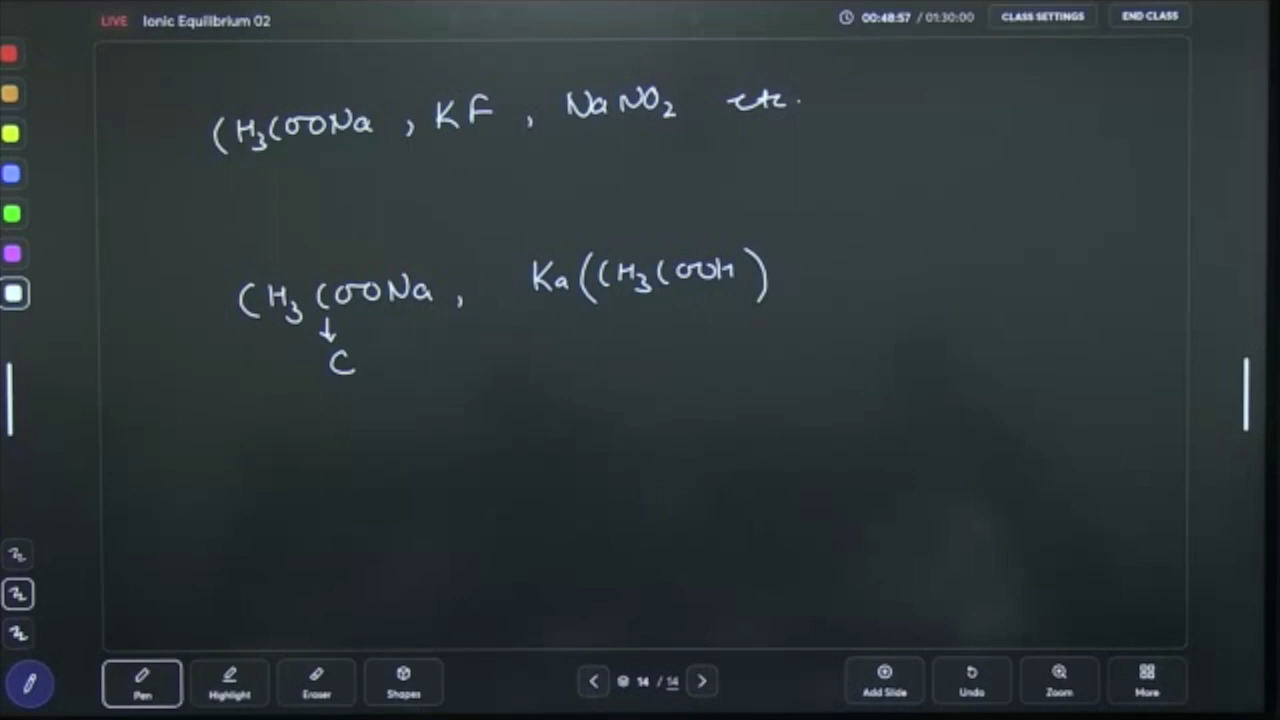 LIVE Ionic Equilibrium 02 00:48:57 / 01:30:00 CLASS SETTINGS END CLASS
CH3COONa , KF , NaNO2 etc.
CH3COONa , Ka(CH3COOH)
↓
C
Pen Highlight Eraser Shapes 14 / 14 Add Slide Undo Zoom More